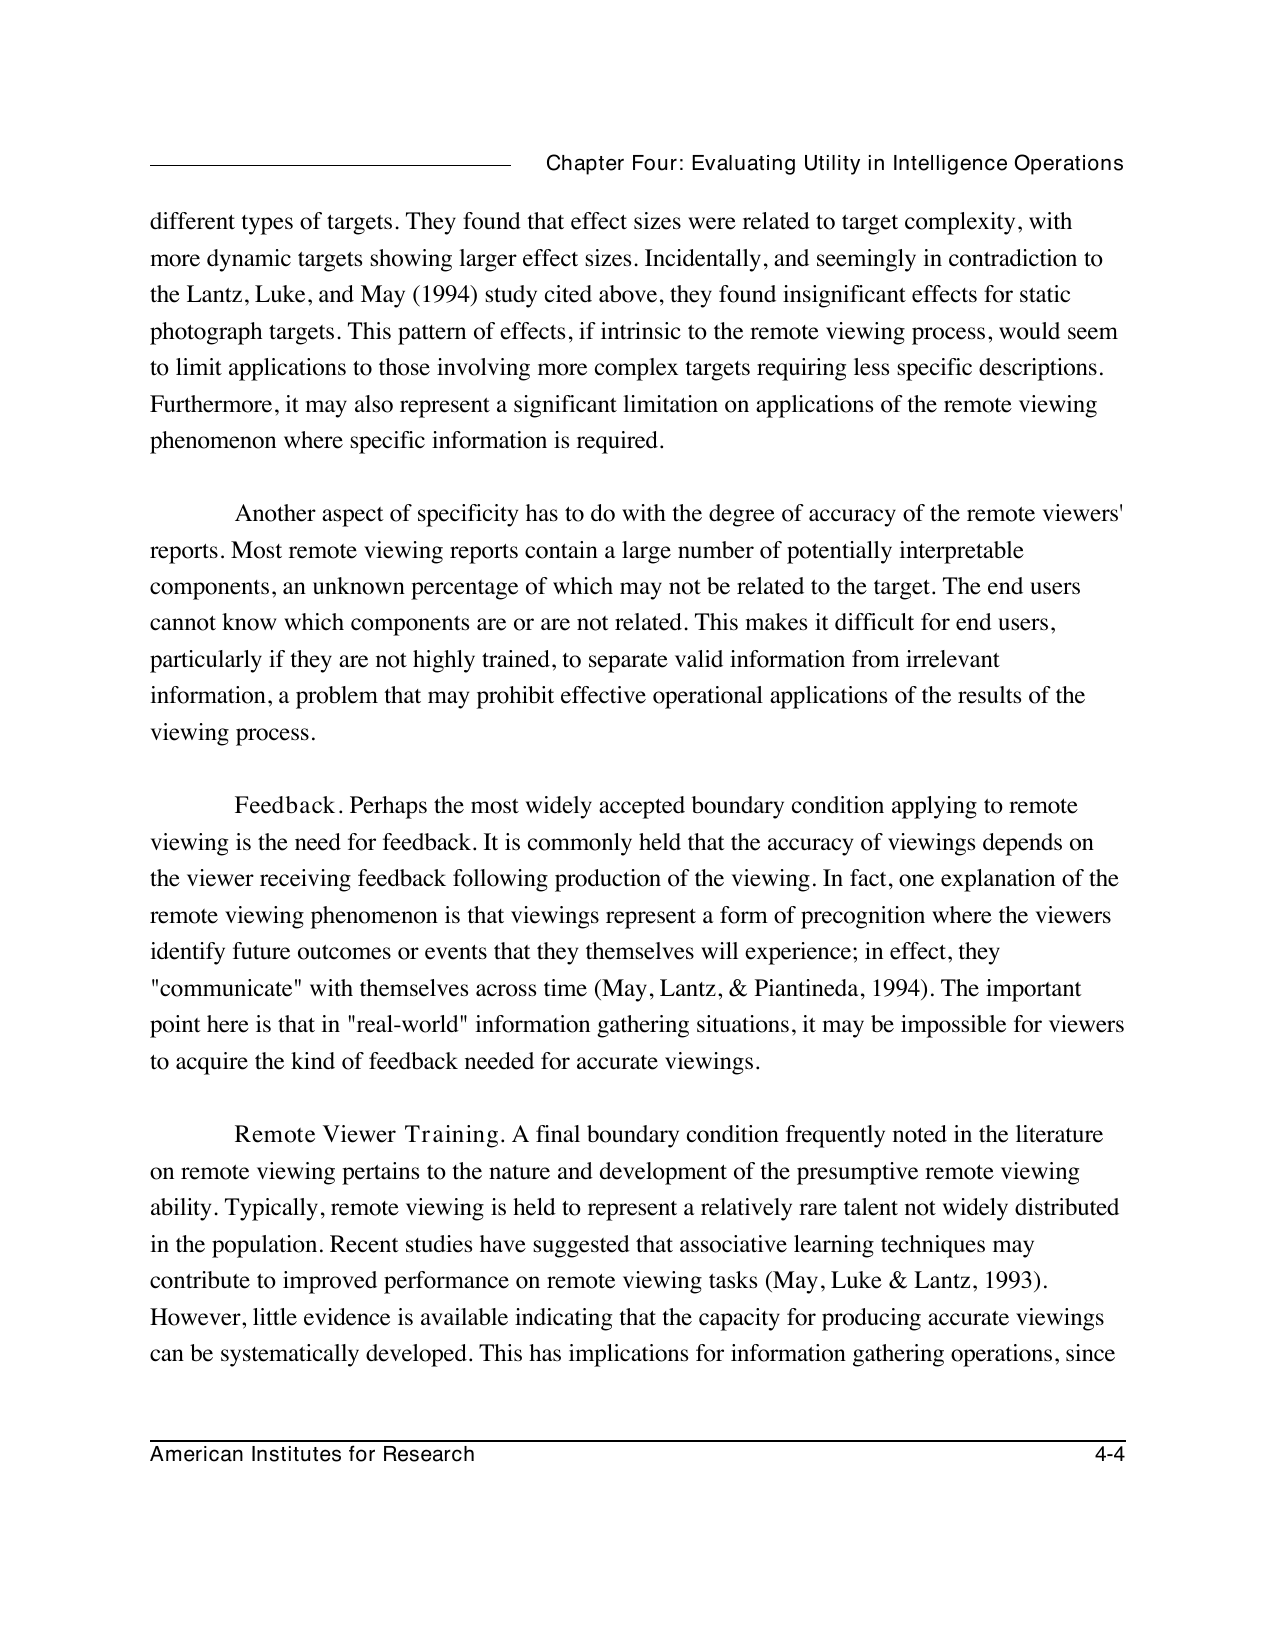 Chapter Four: Evaluating Utility in Intelligence Operations
different types of targets. They found that effect sizes were related to target complexity, with
more dynamic targets showing larger effect sizes. Incidentally, and seemingly in contradiction to
the Lantz, Luke, and May (1994) study cited above, they found insignificant effects for static
photograph targets. This pattern of effects, if intrinsic to the remote viewing process, would seem
to limit applications to those involving more complex targets requiring less specific descriptions.
Furthermore, it may also represent a significant limitation on applications of the remote viewing
phenomenon where specific information is required.
Another aspect of specificity has to do with the degree of accuracy of the remote viewers'
reports. Most remote viewing reports contain a large number of potentially interpretable
components, an unknown percentage of which may not be related to the target. The end users
cannot know which components are or are not related. This makes it difficult for end users,
particularly if they are not highly trained, to separate valid information from irrelevant
information, a problem that may prohibit effective operational applications of the results of the
viewing process.
Feedback. Perhaps the most widely accepted boundary condition applying to remote
viewing is the need for feedback. It is commonly held that the accuracy of viewings depends on
the viewer receiving feedback following production of the viewing. In fact, one explanation of the
remote viewing phenomenon is that viewings represent a form of precognition where the viewers
identify future outcomes or events that they themselves will experience; in effect, they
"communicate" with themselves across time (May, Lantz, & Piantineda, 1994). The important
point here is that in "real-world" information gathering situations, it may be impossible for viewers
to acquire the kind of feedback needed for accurate viewings.
Remote Viewer Training. A final boundary condition frequently noted in the literature
on remote viewing pertains to the nature and development of the presumptive remote viewing
ability. Typically, remote viewing is held to represent a relatively rare talent not widely distributed
in the population. Recent studies have suggested that associative learning techniques may
contribute to improved performance on remote viewing tasks (May, Luke & Lantz, 1993).
However, little evidence is available indicating that the capacity for producing accurate viewings
can be systematically developed. This has implications for information gathering operations, since
American Institutes for Research 4-4